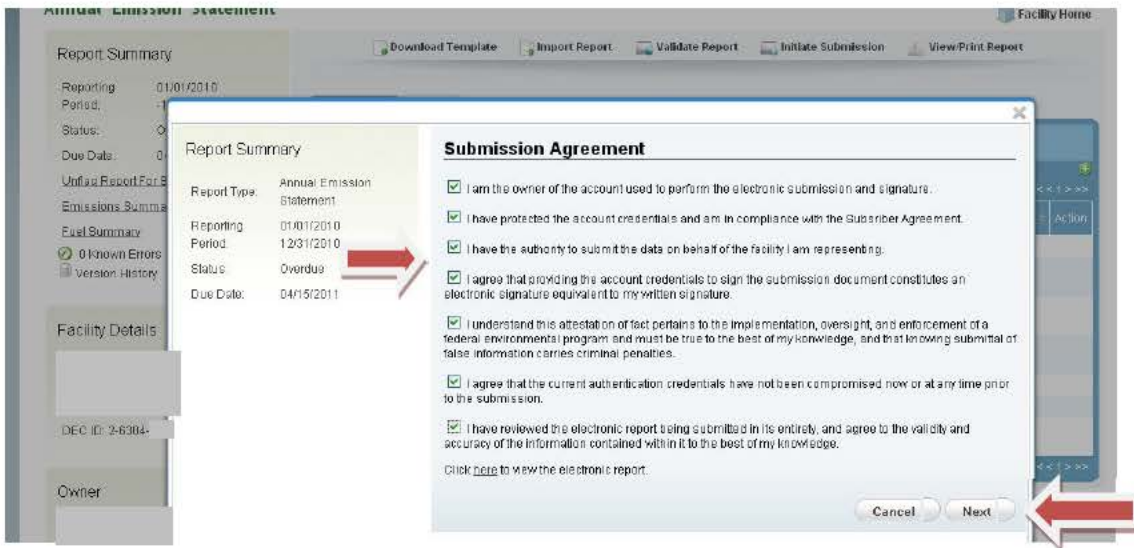 Annual Emission Statement
Facility Home
Report Summary
Download Template Import Report Validate Report Initiate Submission View/Print Report
Reporting Period: 01/01/2010
Status:
Due Date:
Unflag Report For
Emissions Summa
Fuel Summary
0 Known Errors
Version History
Facility Details
DEC ID: 2-6384-
Owner
<< 1 > >>
Action
<< 1 > >>
Report Summary
Report Type: Annual Emission Statement
Reporting Period 01/01/2010
12/31/2010
Status Overdue
Due Date: 04/15/2011
Submission Agreement
I am the owner of the account used to perform the electronic submission and signature.
I have protected the account credentials and am in compliance with the Subsriber Agreement.
I have the authority to submit the data on behalf of the facility I am representing.
I agree that providing the account credentials to sign the submission document constitutes an
electronic signature equivalent to my written signature.
I understand this attestation of fact pertains to the implementation, oversight, and enforcement of a
federal environmental program and must be true to the best of my konwledge, and that knowing submittal of
false information carries criminal penalties.
I agree that the current authentication credentials have not been compromised now or at any time prior
to the submission.
I have reviewed the electronic report being submitted in its entirety, and agree to the validity and
accuracy of the information contained within it to the best of my knowledge.
Click here to view the electronic report.
Cancel Next